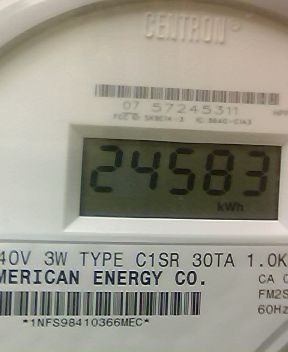 CENTRON®
07 57245311
24583
kWh
40V 3W TYPE C1SR 30TA 1.0K
MERICAN ENERGY CO.
CA
FM2S
60Hz
*1NFS98410366MEC*